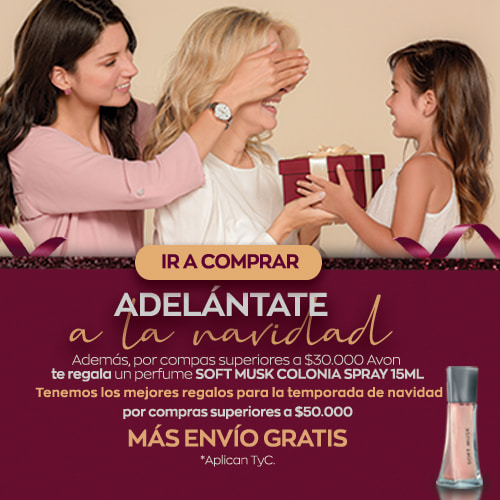 IR A COMPRAR
ADELÁNTATE
a la navidad
Además, por compas superiores a $30.000 Avon
te regala un perfume SOFT MUSK COLONIA SPRAY 15ML
Tenemos los mejores regalos para la temporada de navidad
por compras superiores a $50.000
MÁS ENVÍO GRATIS
*Aplican TyC.
SOFT MUSK